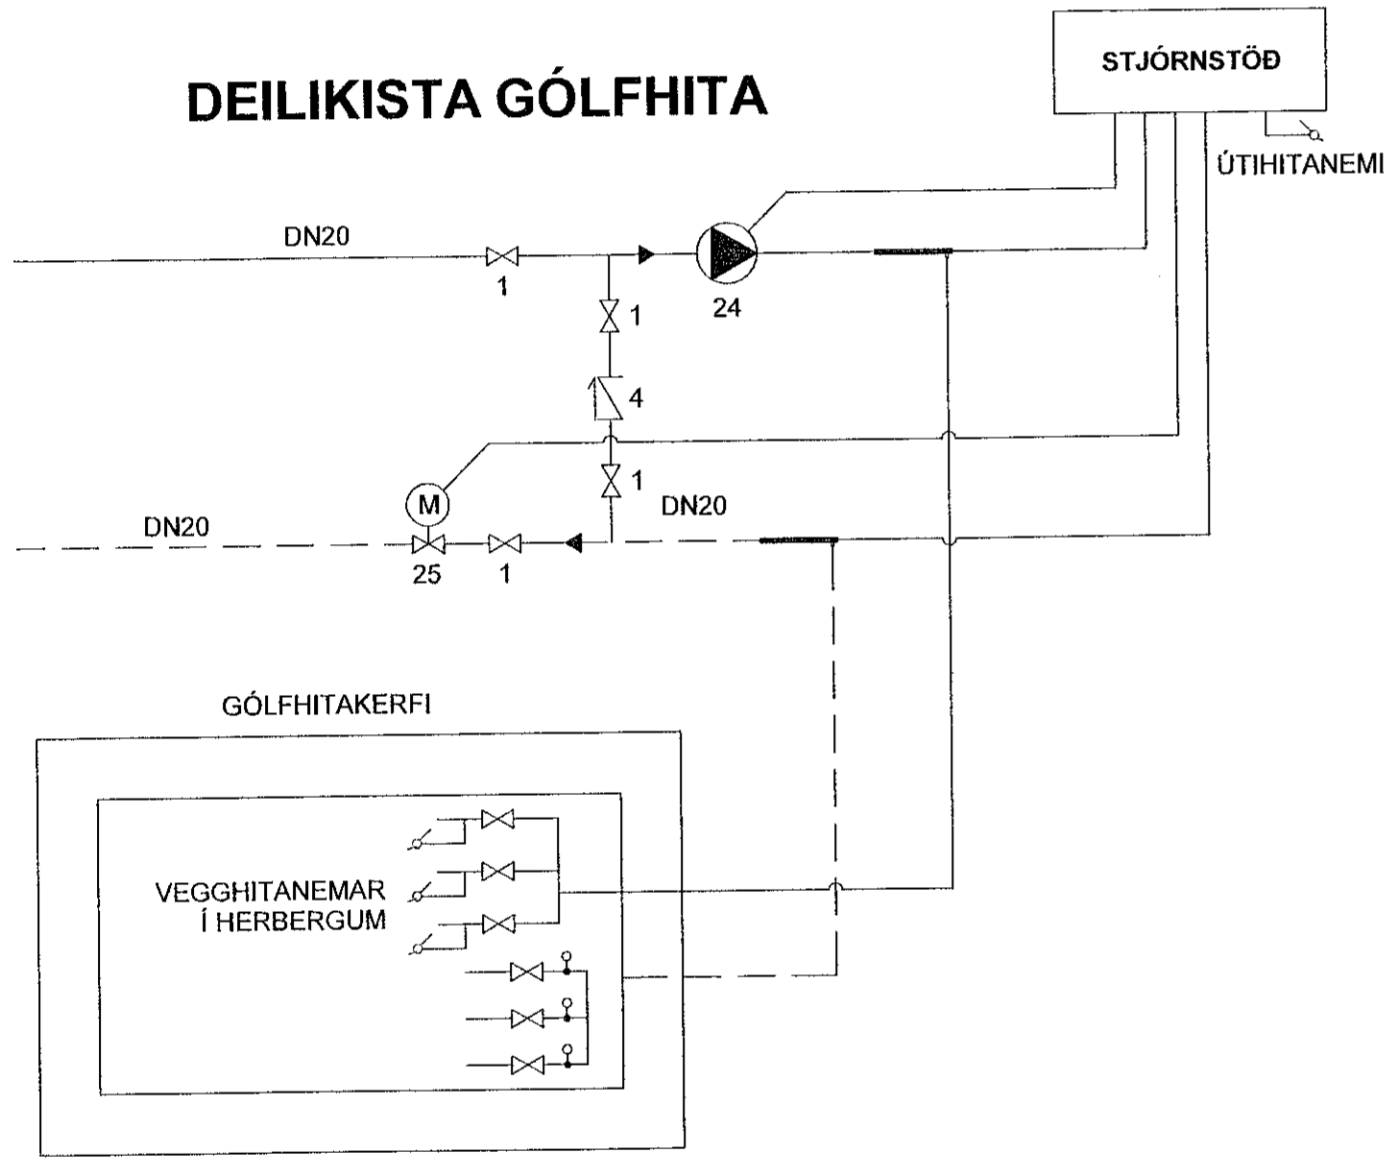 STJÓRNSTÖÐ
DEILIKISTA GÓLFHITA
ÚTIHITANEMI
DN20
1
1
24
4
1
M
DN20
DN20
25
1
GÓLFHITAKERFI
VEGGHITANEMAR
Í HERBERGUM